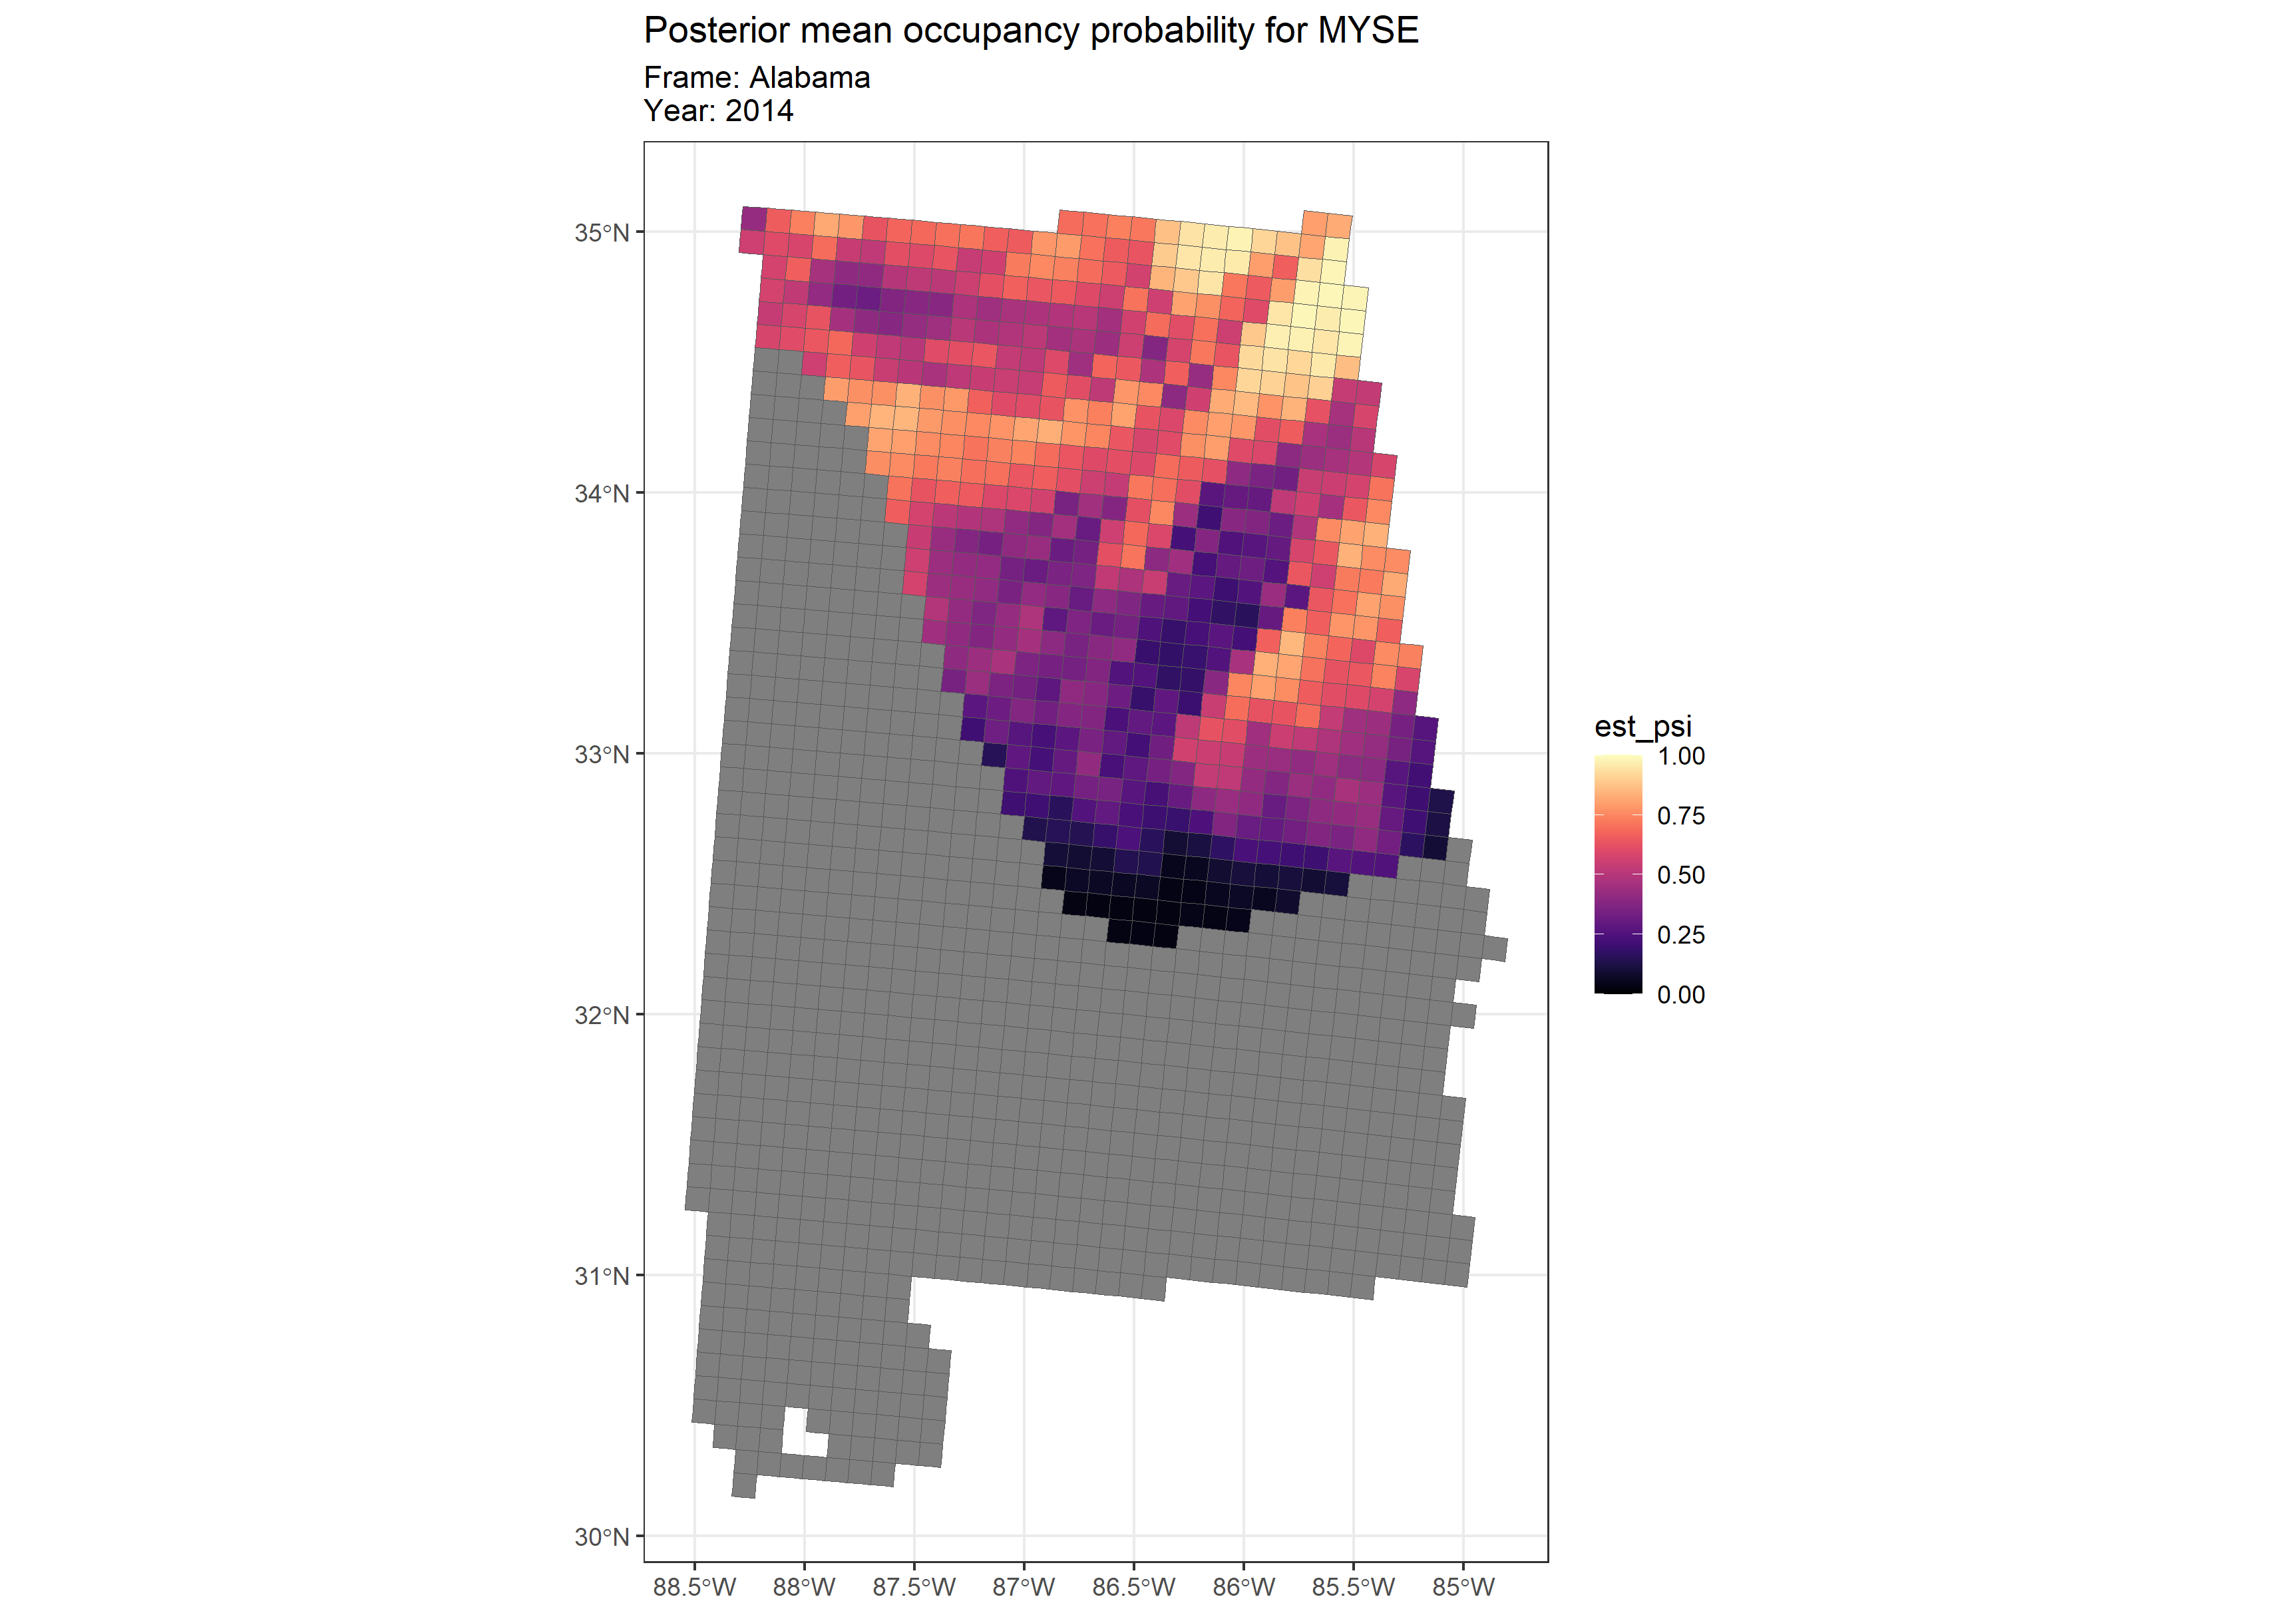 Posterior mean occupancy probability for MYSE
Frame: Alabama
Year: 2014
35°N
34°N
33°N
32°N
31°N
30°N
88.5°W
88°W
87.5°W
87°W
86.5°W
86°W
85.5°W
85°W
est_psi
1.00
0.75
0.50
0.25
0.00